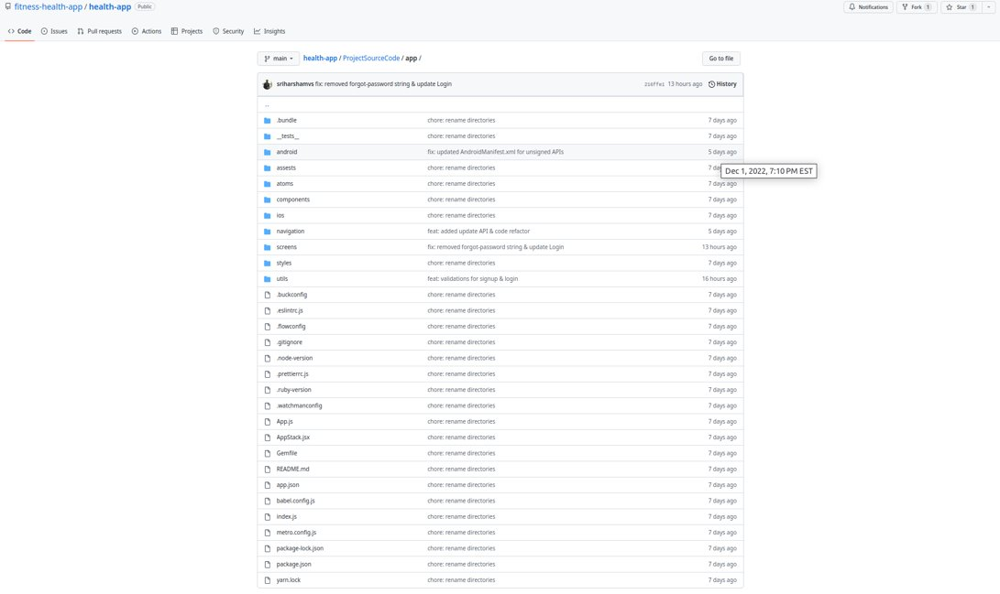 fitness-health-app / health-app Public
Notifications Fork 1 Star 1
Code Issues Pull requests Actions Projects Security Insights
main health-app / ProjectSourceCode / app / Go to file
sriharshamvs fix: removed forgot-password string & update Login 13 hours ago History
..
.bundle chore: rename directories 7 days ago
__tests__ chore: rename directories 7 days ago
android fix: updated AndroidManifest.xml for unsigned APIs 5 days ago
assests chore: rename directories 7 da
Dec 1, 2022, 7:10 PM EST
atoms chore: rename directories 7 days ago
components chore: rename directories 7 days ago
ios chore: rename directories 7 days ago
navigation feat: added update API & code refactor 5 days ago
screens fix: removed forgot-password string & update Login 13 hours ago
styles chore: rename directories 7 days ago
utils feat: validations for signup & login 16 hours ago
.buckconfig chore: rename directories 7 days ago
.eslintrc.js chore: rename directories 7 days ago
.flowconfig chore: rename directories 7 days ago
.gitignore chore: rename directories 7 days ago
.node-version chore: rename directories 7 days ago
.prettierrc.js chore: rename directories 7 days ago
.ruby-version chore: rename directories 7 days ago
.watchmanconfig chore: rename directories 7 days ago
App.js chore: rename directories 7 days ago
AppStack.jsx chore: rename directories 7 days ago
Gemfile chore: rename directories 7 days ago
README.md chore: rename directories 7 days ago
app.json chore: rename directories 7 days ago
babel.config.js chore: rename directories 7 days ago
index.js chore: rename directories 7 days ago
metro.config.js chore: rename directories 7 days ago
package-lock.json chore: rename directories 7 days ago
package.json chore: rename directories 7 days ago
yarn.lock chore: rename directories 7 days ago